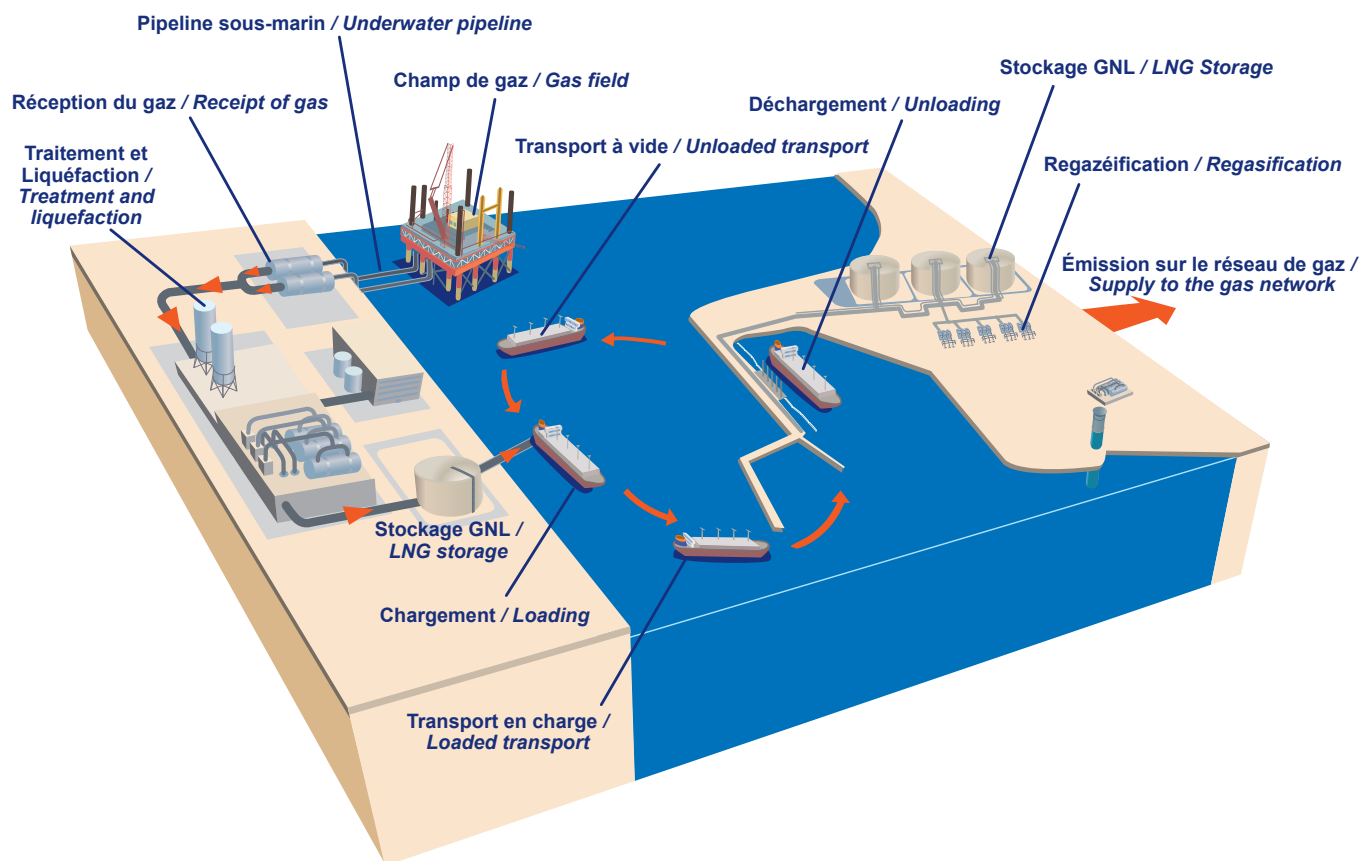 Pipeline sous-marin / Underwater pipeline
Champ de gaz / Gas field
Stockage GNL / LNG Storage
Réception du gaz / Receipt of gas
Déchargement / Unloading
Transport à vide / Unloaded transport
Traitement et
Liquéfaction /
Treatment and
liquefaction
Regazéification / Regasification
Émission sur le réseau de gaz /
Supply to the gas network
Stockage GNL /
LNG storage
Chargement / Loading
Transport en charge /
Loaded transport